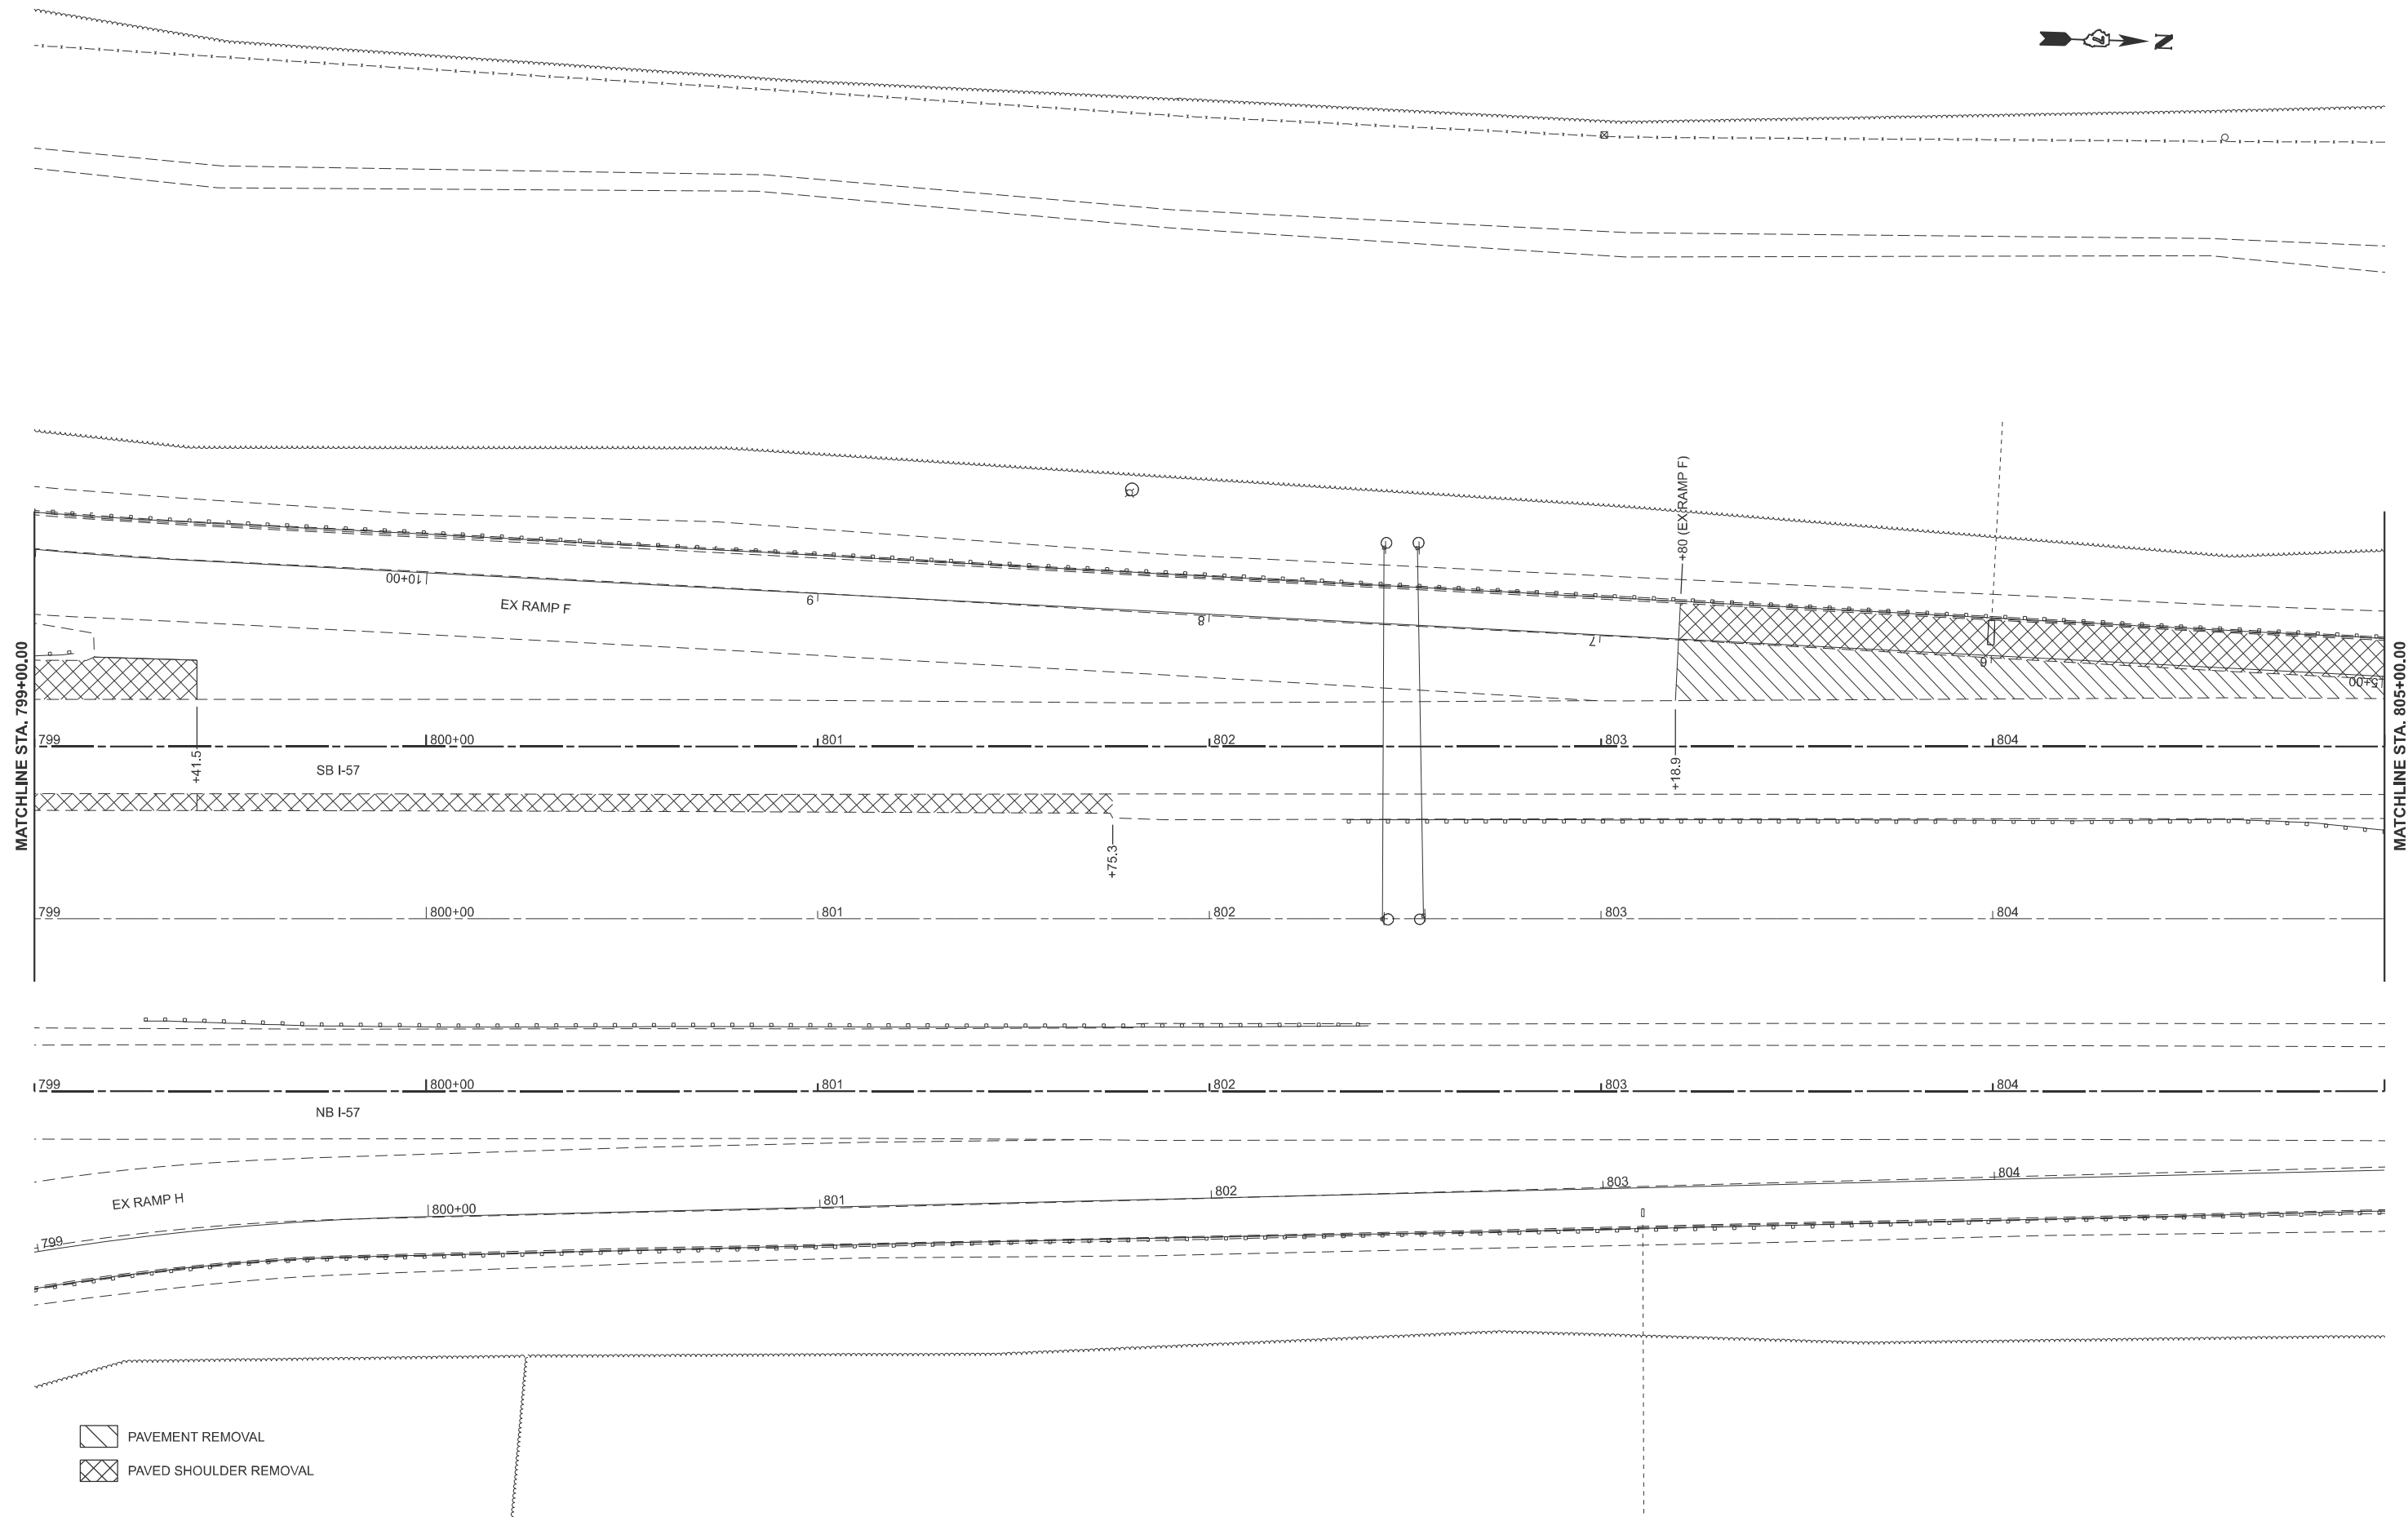 N
+80 (EX RAMP F)
10+00
EX RAMP F
9
8
7
6
5+00
MATCHLINE STA. 799+00.00
MATCHLINE STA. 805+00.00
799 800+00 801 802 803 804
+41.5
SB I-57
+18.9
+75.3
799 800+00 801 802 803 804
799 800+00 801 802 803 804
NB I-57
EX RAMP H
799 800+00 801 802 803 804
PAVEMENT REMOVAL
PAVED SHOULDER REMOVAL